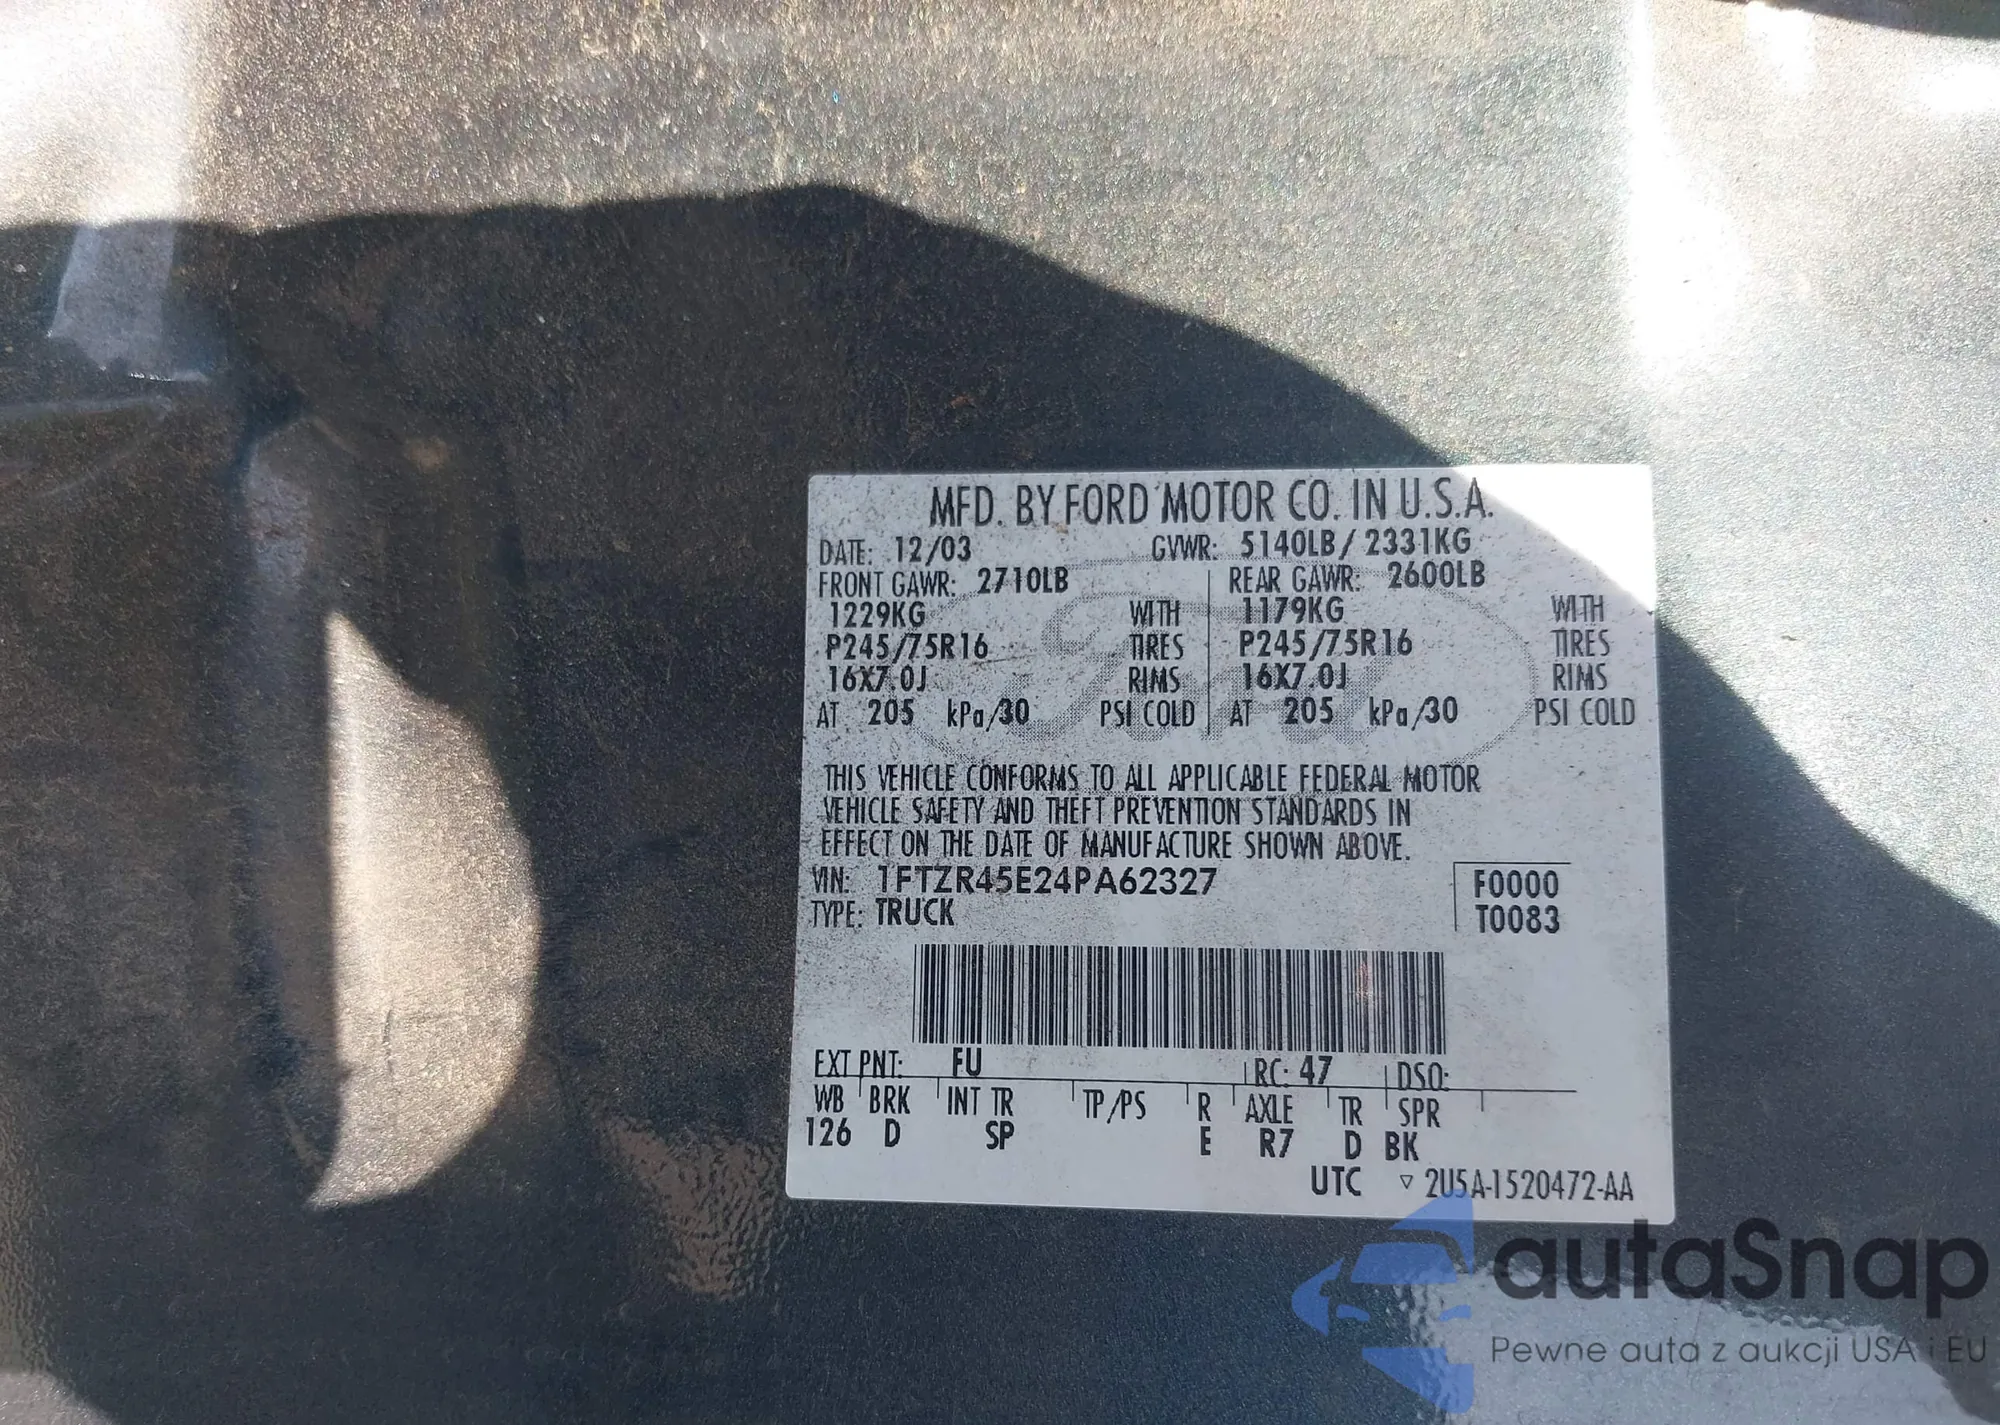 MFD. BY FORD MOTOR CO. IN U.S.A.
DATE: 12/03 GVWR: 5140LB/ 2331KG
FRONT GAWR: 2710LB REAR GAWR: 2600LB
1229KG WITH 1179KG WITH
P245/75R16 TIRES P245/75R16 TIRES
16X7.0J RIMS 16X7.0J RIMS
AT 205 kPa/30 PSI COLD AT 205 kPa/30 PSI COLD
THIS VEHICLE CONFORMS TO ALL APPLICABLE FEDERAL MOTOR
VEHICLE SAFETY AND THEFT PREVENTION STANDARDS IN
EFFECT ON THE DATE OF MANUFACTURE SHOWN ABOVE.
VIN: 1FTZR45E24PA62327 F0000
TYPE: TRUCK T0083
EXT PNT: FU RC: 47 DSO:
WB BRK INT TR TP/PS R AXLE TR SPR
126 D SP E R7 D BK
UTC ▽ 2U5A-1520472-AA
Ford
autaSnap
Pewne auta z aukcji USA i EU